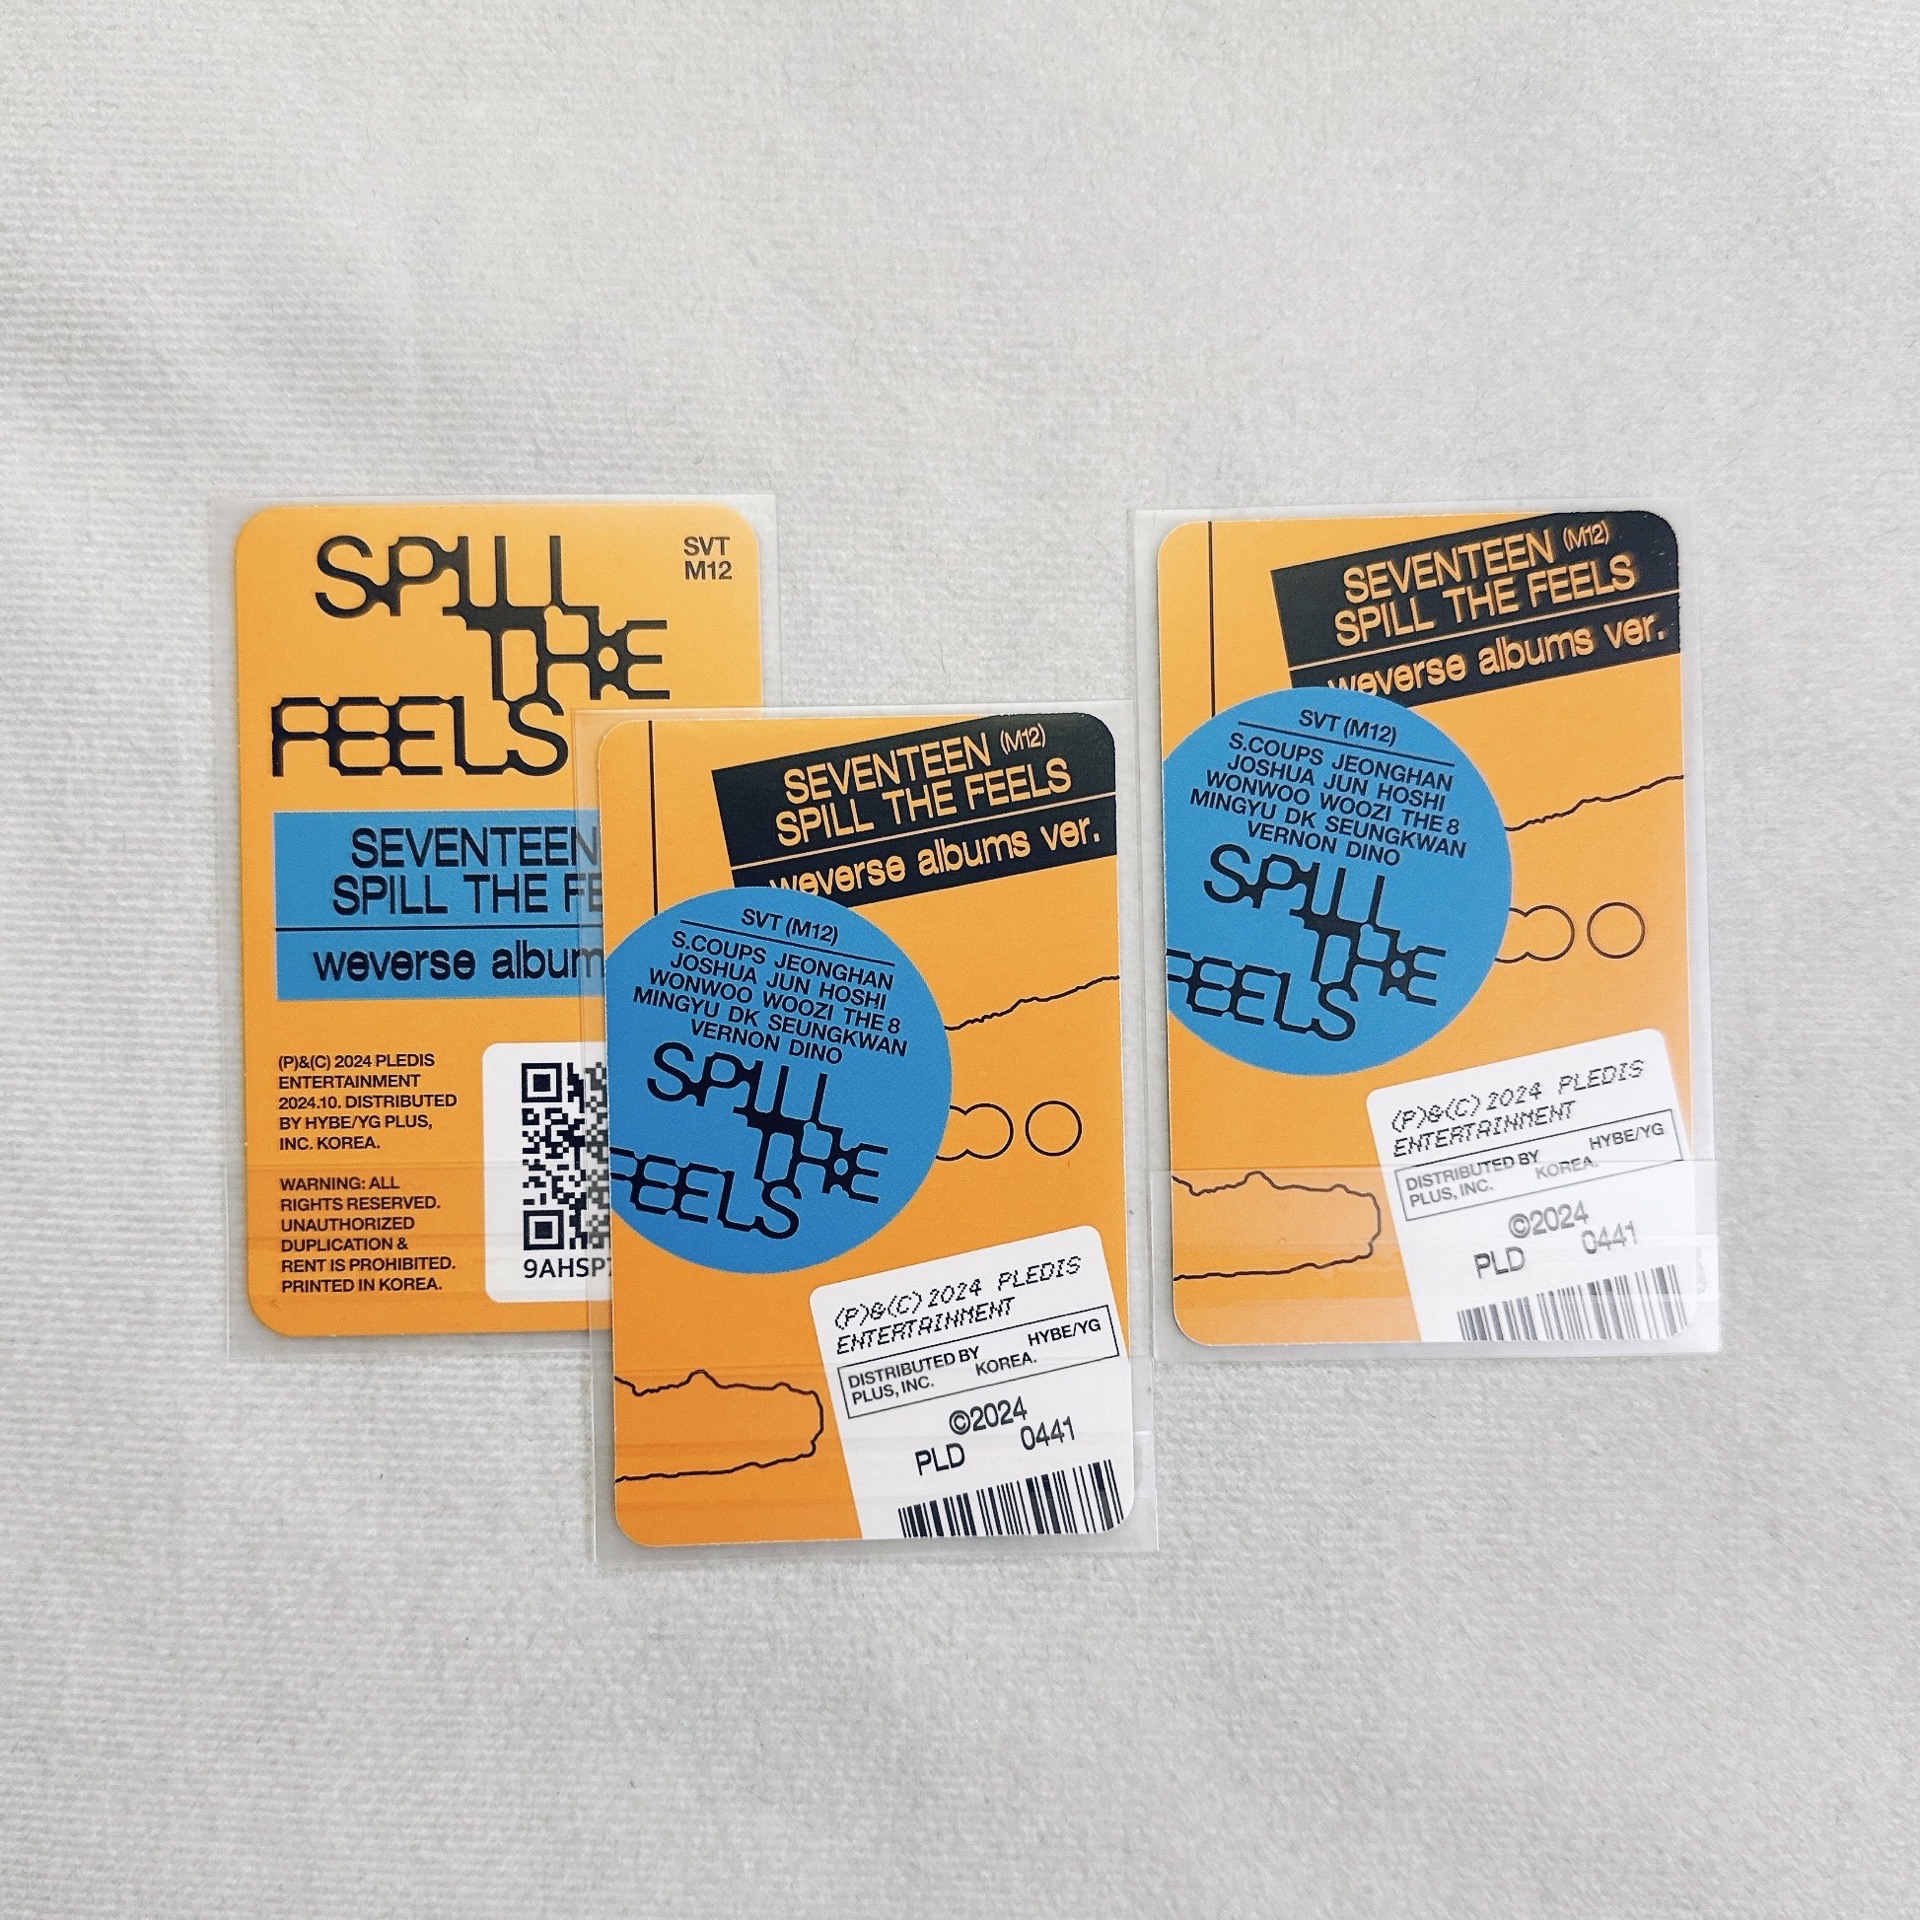 SPILL
THE
FEELS
SVT
M12
SEVENTEEN
SPILL THE FE
weverse album
(P)&(C) 2024 PLEDIS
ENTERTAINMENT
2024.10. DISTRIBUTED
BY HYBE/YG PLUS,
INC. KOREA.
WARNING: ALL
RIGHTS RESERVED.
UNAUTHORIZED
DUPLICATION &
RENT IS PROHIBITED.
PRINTED IN KOREA.
9AHSP
SEVENTEEN (M12)
SPILL THE FEELS
weverse albums ver.
SVT (M12)
S.COUPS JEONGHAN
JOSHUA JUN HOSHI
WONWOO WOOZI THE 8
MINGYU DK SEUNGKWAN
VERNON DINO
SPILL
THE
FEELS
(P)&(C) 2024 PLEDIS
ENTERTAINMENT
DISTRIBUTED BY HYBE/YG
PLUS, INC. KOREA.
©2024
PLD 0441
SEVENTEEN (M12)
SPILL THE FEELS
weverse albums ver.
SVT (M12)
S.COUPS JEONGHAN
JOSHUA JUN HOSHI
WONWOO WOOZI THE 8
MINGYU DK SEUNGKWAN
VERNON DINO
SPILL
THE
FEELS
(P)&(C) 2024 PLEDIS
ENTERTAINMENT
DISTRIBUTED BY HYBE/YG
PLUS, INC. KOREA.
©2024
PLD 0441